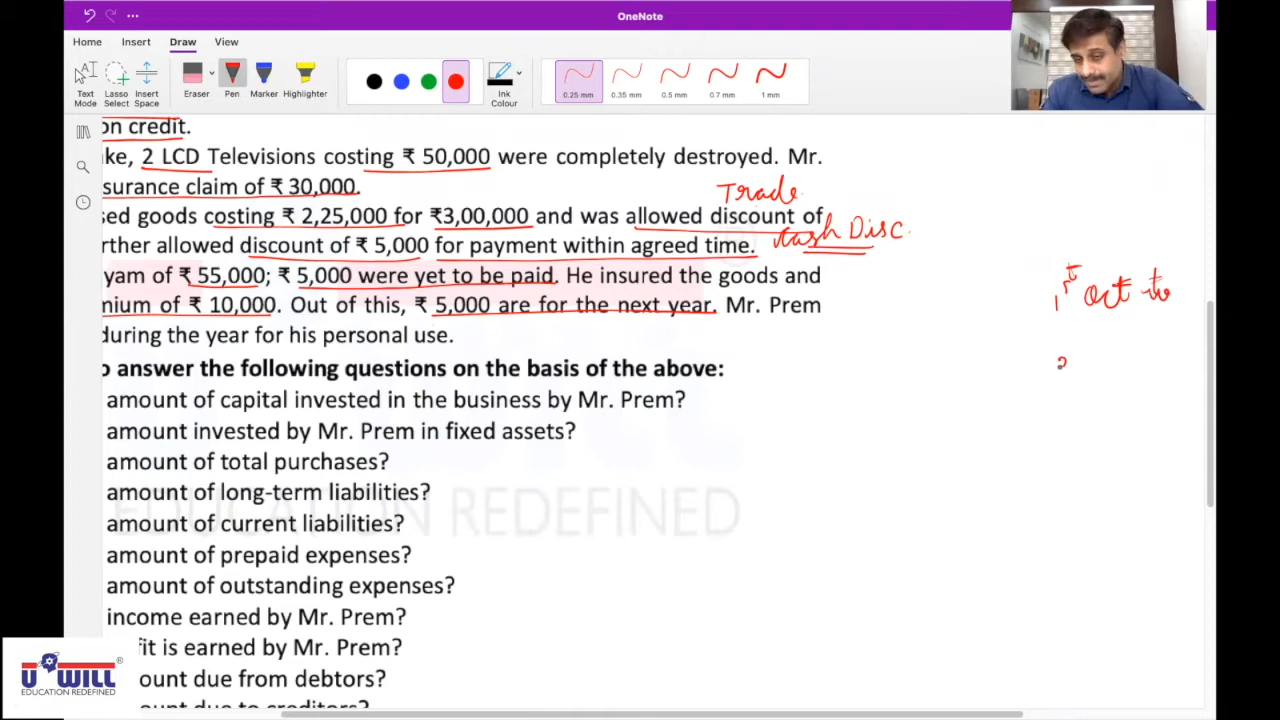 OneNote
Home Insert Draw View
Text Mode
Lasso Select
Insert Space
Eraser
Pen
Marker
Highlighter
Ink Colour
0.25 mm
0.35 mm
0.5 mm
0.7 mm
1 mm
on credit.
ke, 2 LCD Televisions costing ₹ 50,000 were completely destroyed. Mr.
surance claim of ₹ 30,000.
Trade
sed goods costing ₹ 2,25,000 for ₹3,00,000 and was allowed discount of
Cash Disc
rther allowed discount of ₹ 5,000 for payment within agreed time.
yam of ₹ 55,000; ₹ 5,000 were yet to be paid. He insured the goods and
1st Oct to
nium of ₹ 10,000. Out of this, ₹ 5,000 are for the next year. Mr. Prem
during the year for his personal use.
o answer the following questions on the basis of the above:
amount of capital invested in the business by Mr. Prem?
amount invested by Mr. Prem in fixed assets?
amount of total purchases?
amount of long-term liabilities?
EDUCATION REDEFINED
amount of current liabilities?
amount of prepaid expenses?
amount of outstanding expenses?
income earned by Mr. Prem?
fit is earned by Mr. Prem?
ount due from debtors?
ount due to creditors?
U WILL
EDUCATION REDEFINED